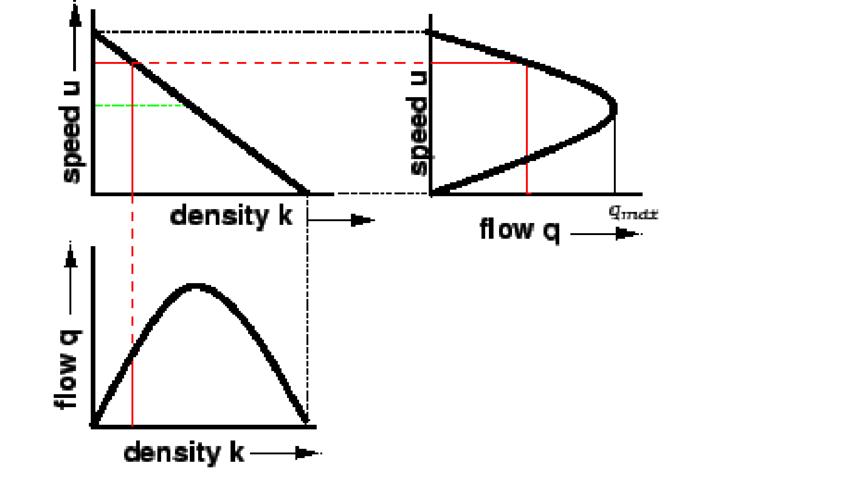 speed u
density k
speed u
q_max
flow q
flow q
density k